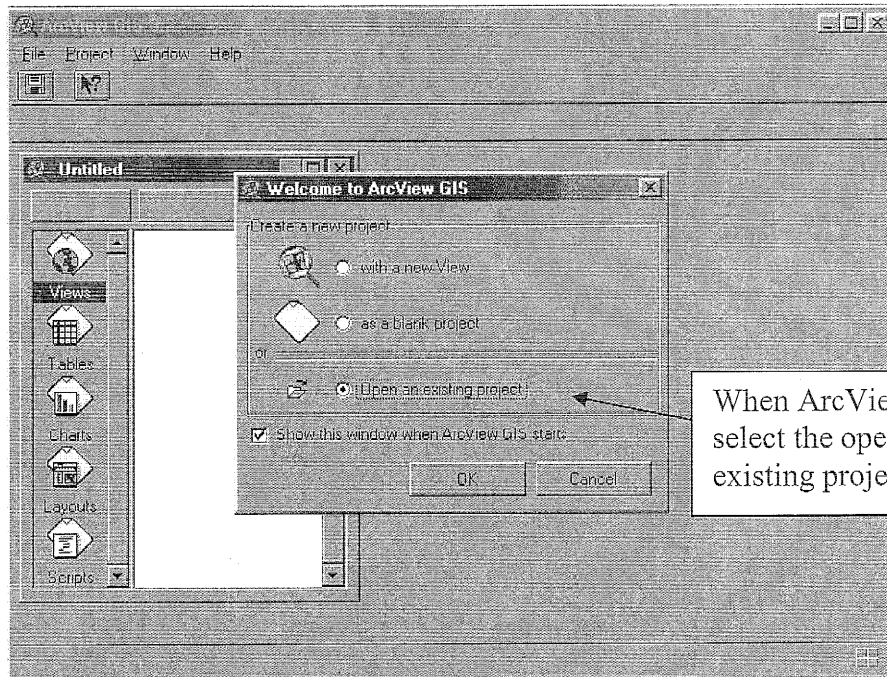 File Project Window Help
Untitled
Welcome to ArcView GIS
Create a new project
with a new View
as a blank project
or
Open an existing project
Show this window when ArcView GIS starts
OK Cancel
Views
Tables
Charts
Layouts
Scripts
When ArcVie
select the ope
existing proje